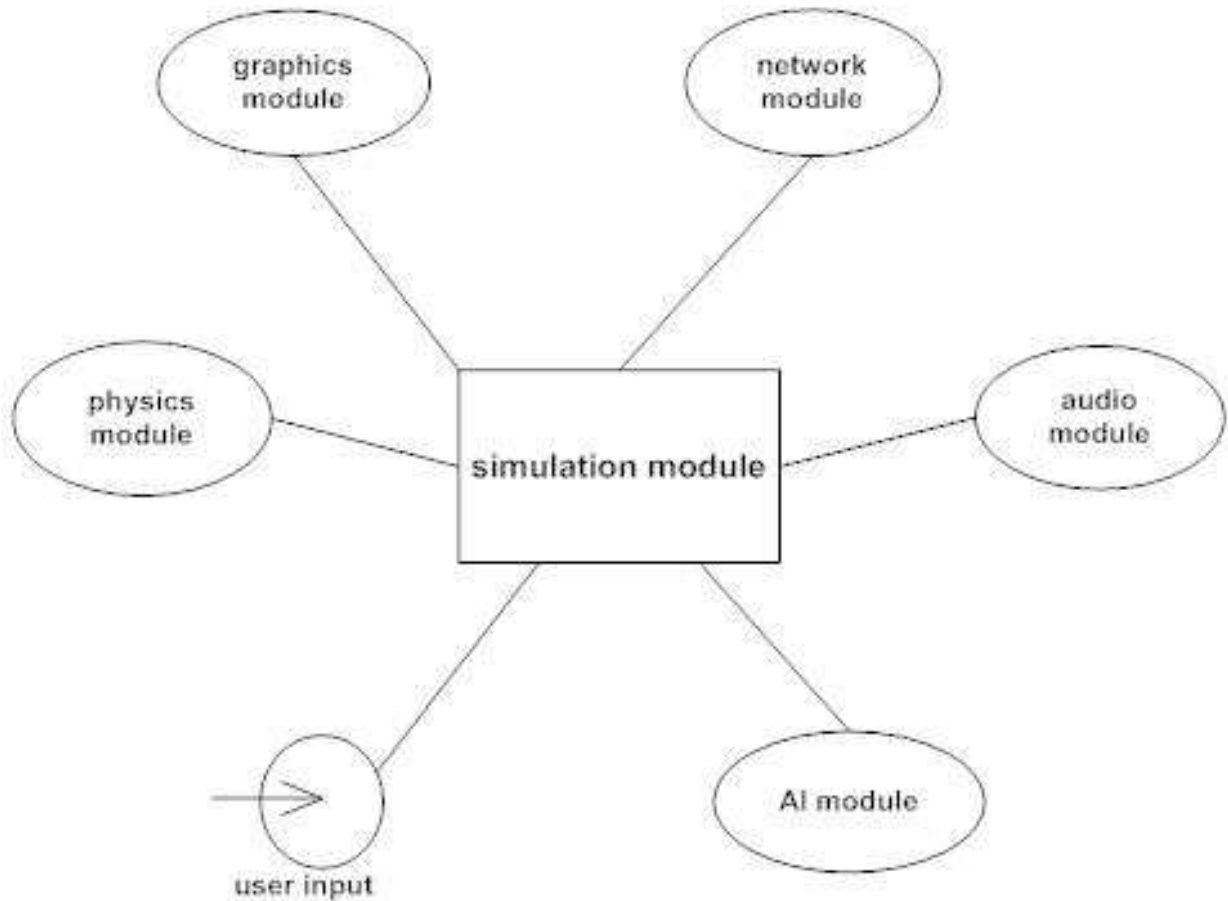 graphics
module
network
module
physics
module
simulation module
audio
module
AI module
user input